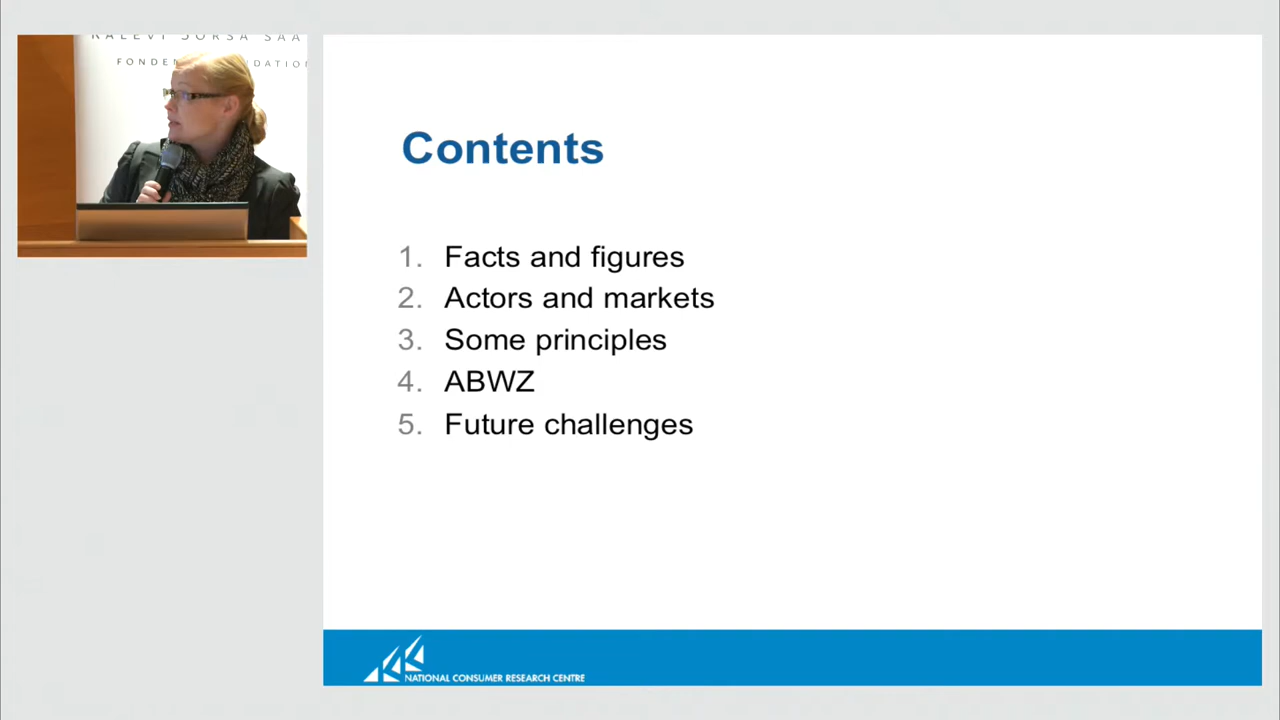 KALEVI SORSA SAA
FONDEN
DATION
Contents
1. Facts and figures
2. Actors and markets
3. Some principles
4. ABWZ
5. Future challenges
NATIONAL CONSUMER RESEARCH CENTRE